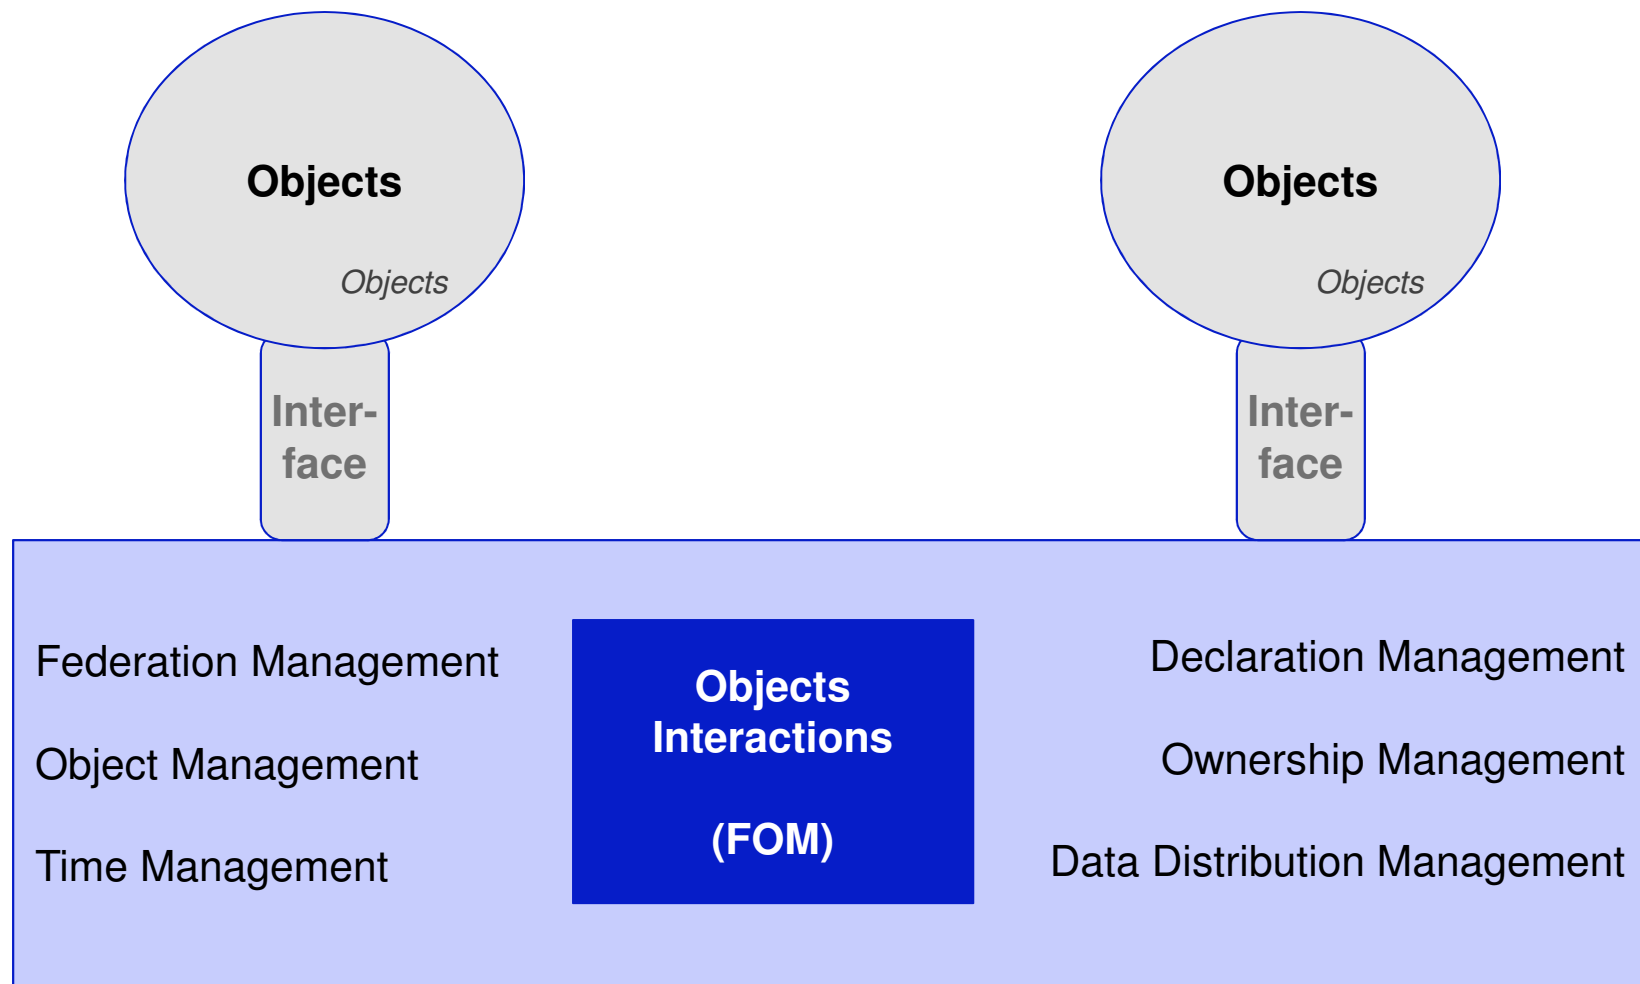 Objects
Objects
Inter-
face
Objects
Objects
Inter-
face
Federation Management
Object Management
Time Management
Objects
Interactions
(FOM)
Declaration Management
Ownership Management
Data Distribution Management